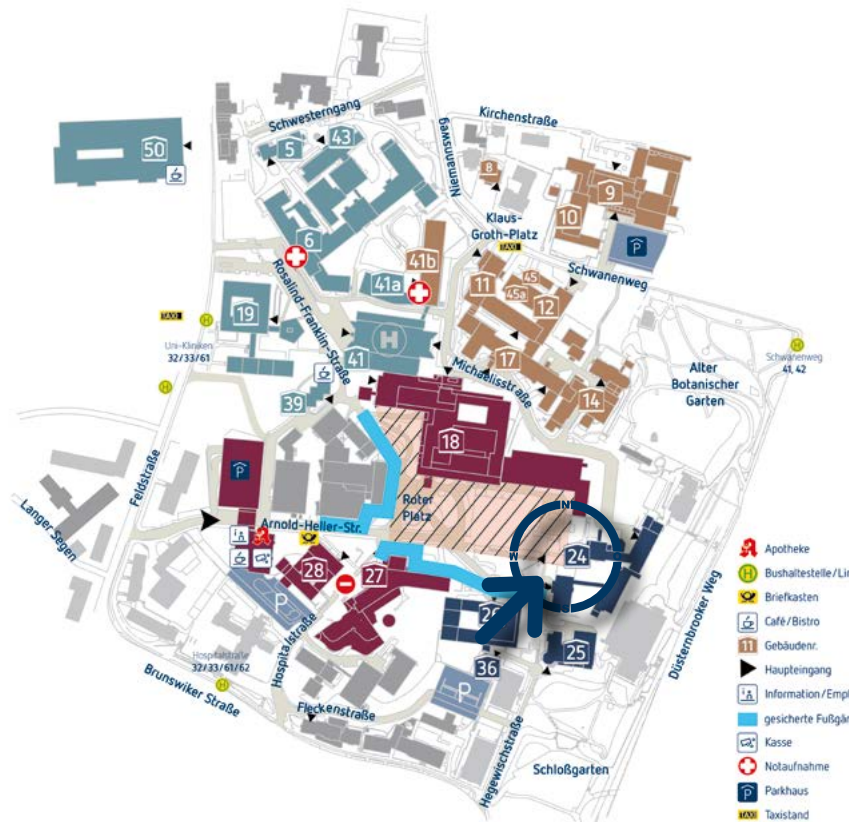 Schwesterngang
Kirchenstraße
Niemannsweg
50
5
43
8
9
10
6
Klaus-
Groth-Platz
TAXI
P
41b
41a
11
45
45a
12
Schwanenweg
Rosalind-Franklin-Straße
19
TAXI
H
Uni-Kliniken
32/33/61
H
41
17
Michaelisstraße
H
Schwanenweg
41, 42
Alter
Botanischer
Garten
H
39
14
18
Feldstraße
P
Langer Segen
Roter
Platz
Arnold-Heller-Str.
N
W
24
28
27
P
26
25
36
P
Hospitalstraße
Hospitalstraße
32/33/61/62
H
Brunswiker Straße
Fleckenstraße
Hegewischstraße
Schloßgarten
Düsternbrooker Weg
Apotheke
H Bushaltestelle/Lin
Briefkasten
Café/Bistro
11 Gebäudenr.
Haupteingang
Information/Empf
gesicherte Fußgän
Kasse
Notaufnahme
P Parkhaus
TAXI Taxistand